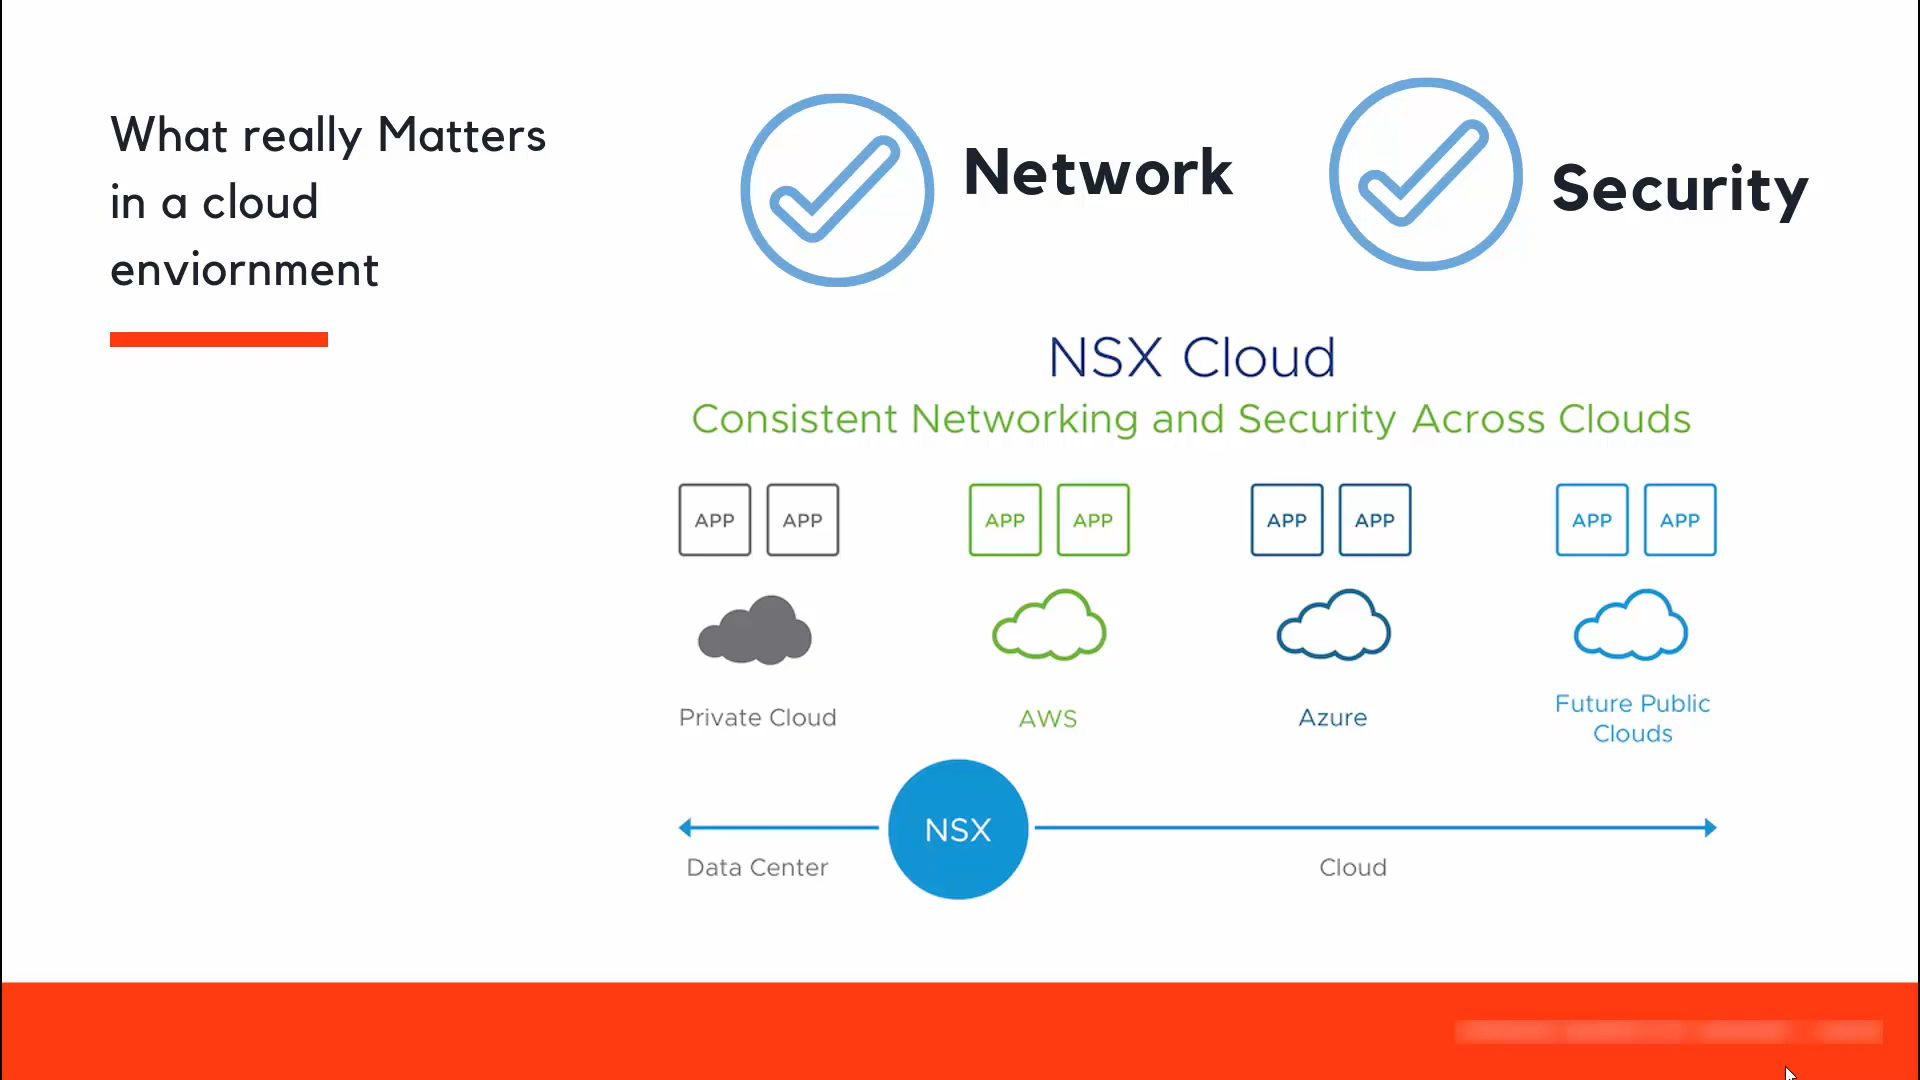 What really Matters
in a cloud
enviornment
Network
Security
NSX Cloud
Consistent Networking and Security Across Clouds
APP APP APP APP APP APP APP APP
Private Cloud
AWS
Azure
Future Public
Clouds
NSX
Data Center
Cloud